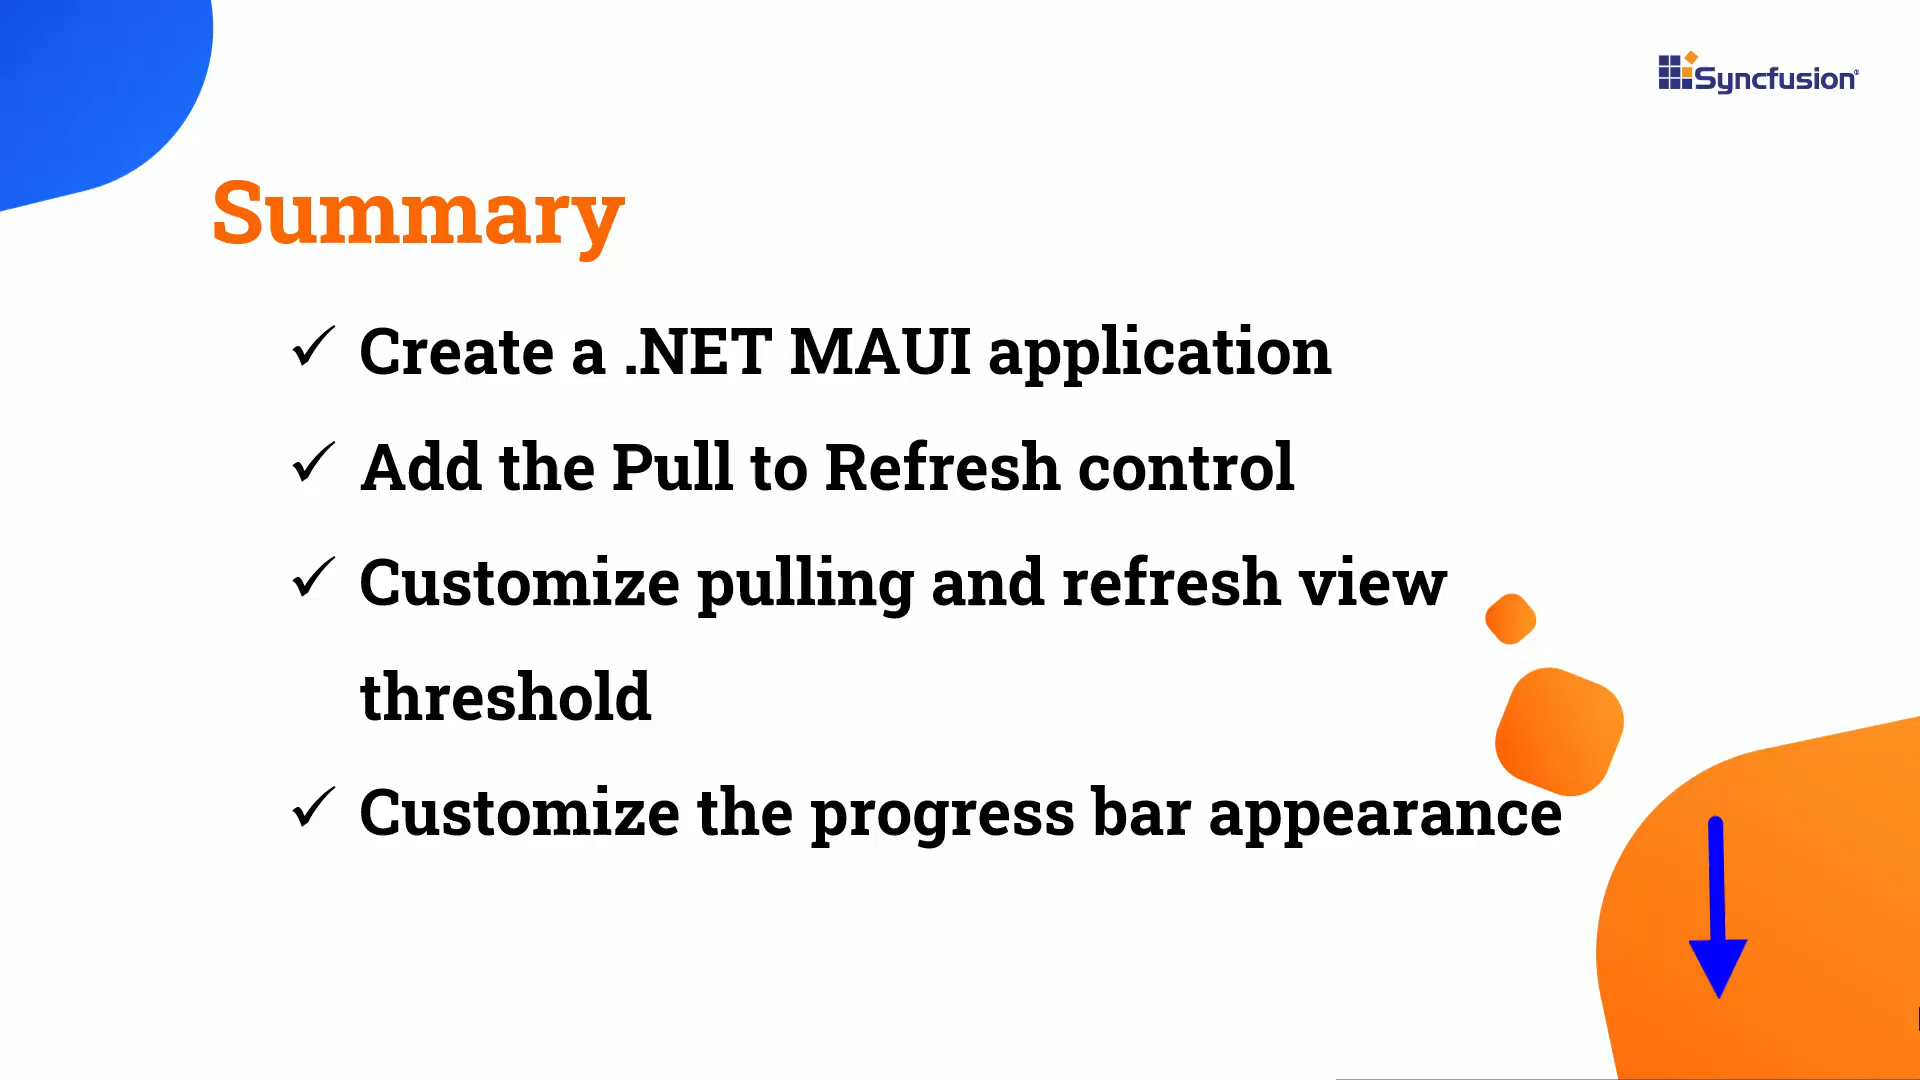 Syncfusion®
Summary
✓ Create a .NET MAUI application
✓ Add the Pull to Refresh control
✓ Customize pulling and refresh view
threshold
✓ Customize the progress bar appearance